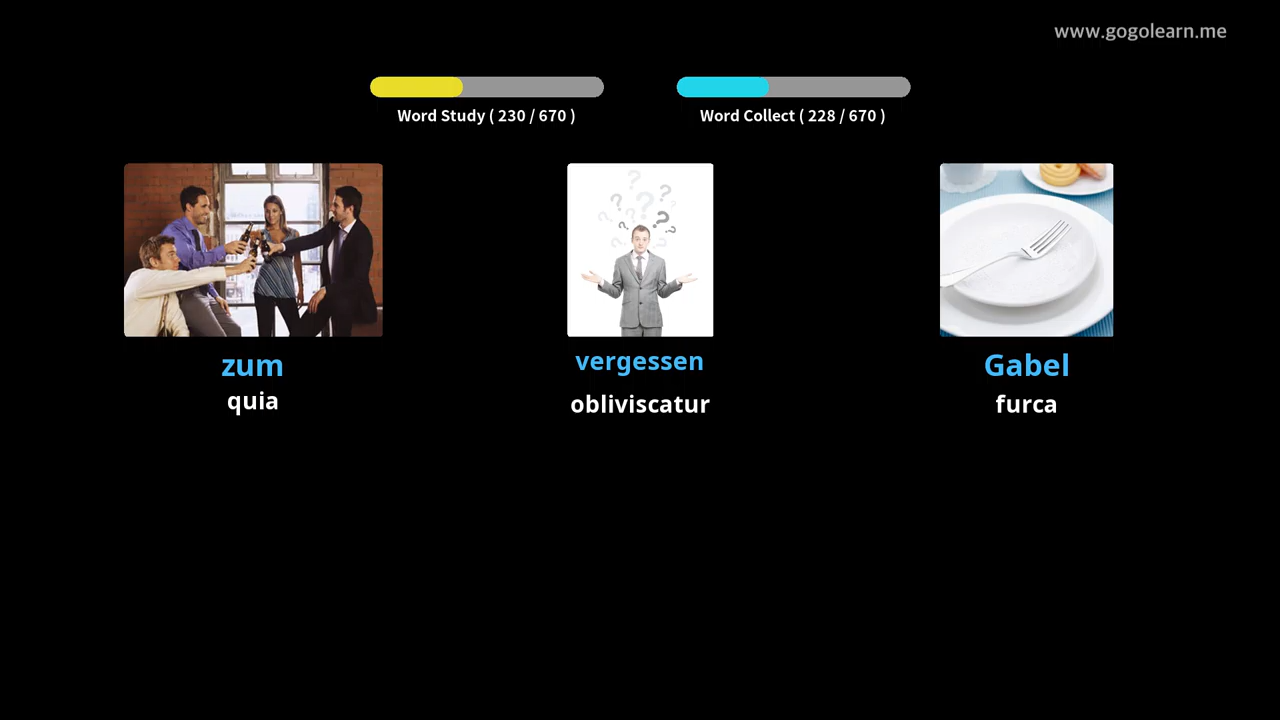 www.gogolearn.me
Word Study ( 230 / 670 )
Word Collect ( 228 / 670 )
zum
quia
vergessen
obliviscatur
Gabel
furca